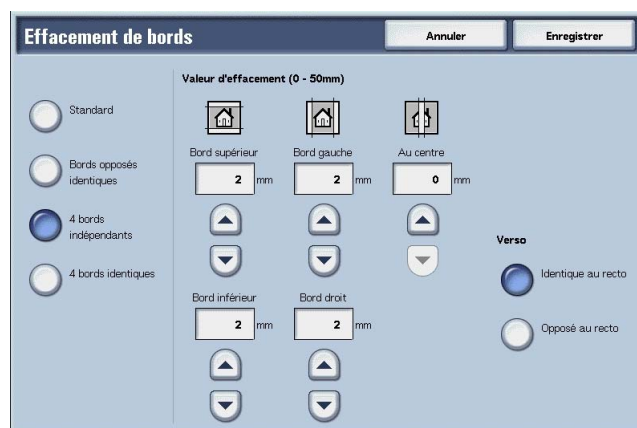 Effacement de bords
Annuler
Enregistrer
Standard
Bords opposés
identiques
4 bords
indépendants
4 bords identiques
Valeur d'effacement (0 - 50mm)
Bord supérieur
2 mm
Bord gauche
2 mm
Au centre
0 mm
Bord inférieur
2 mm
Bord droit
2 mm
Verso
Identique au recto
Opposé au recto